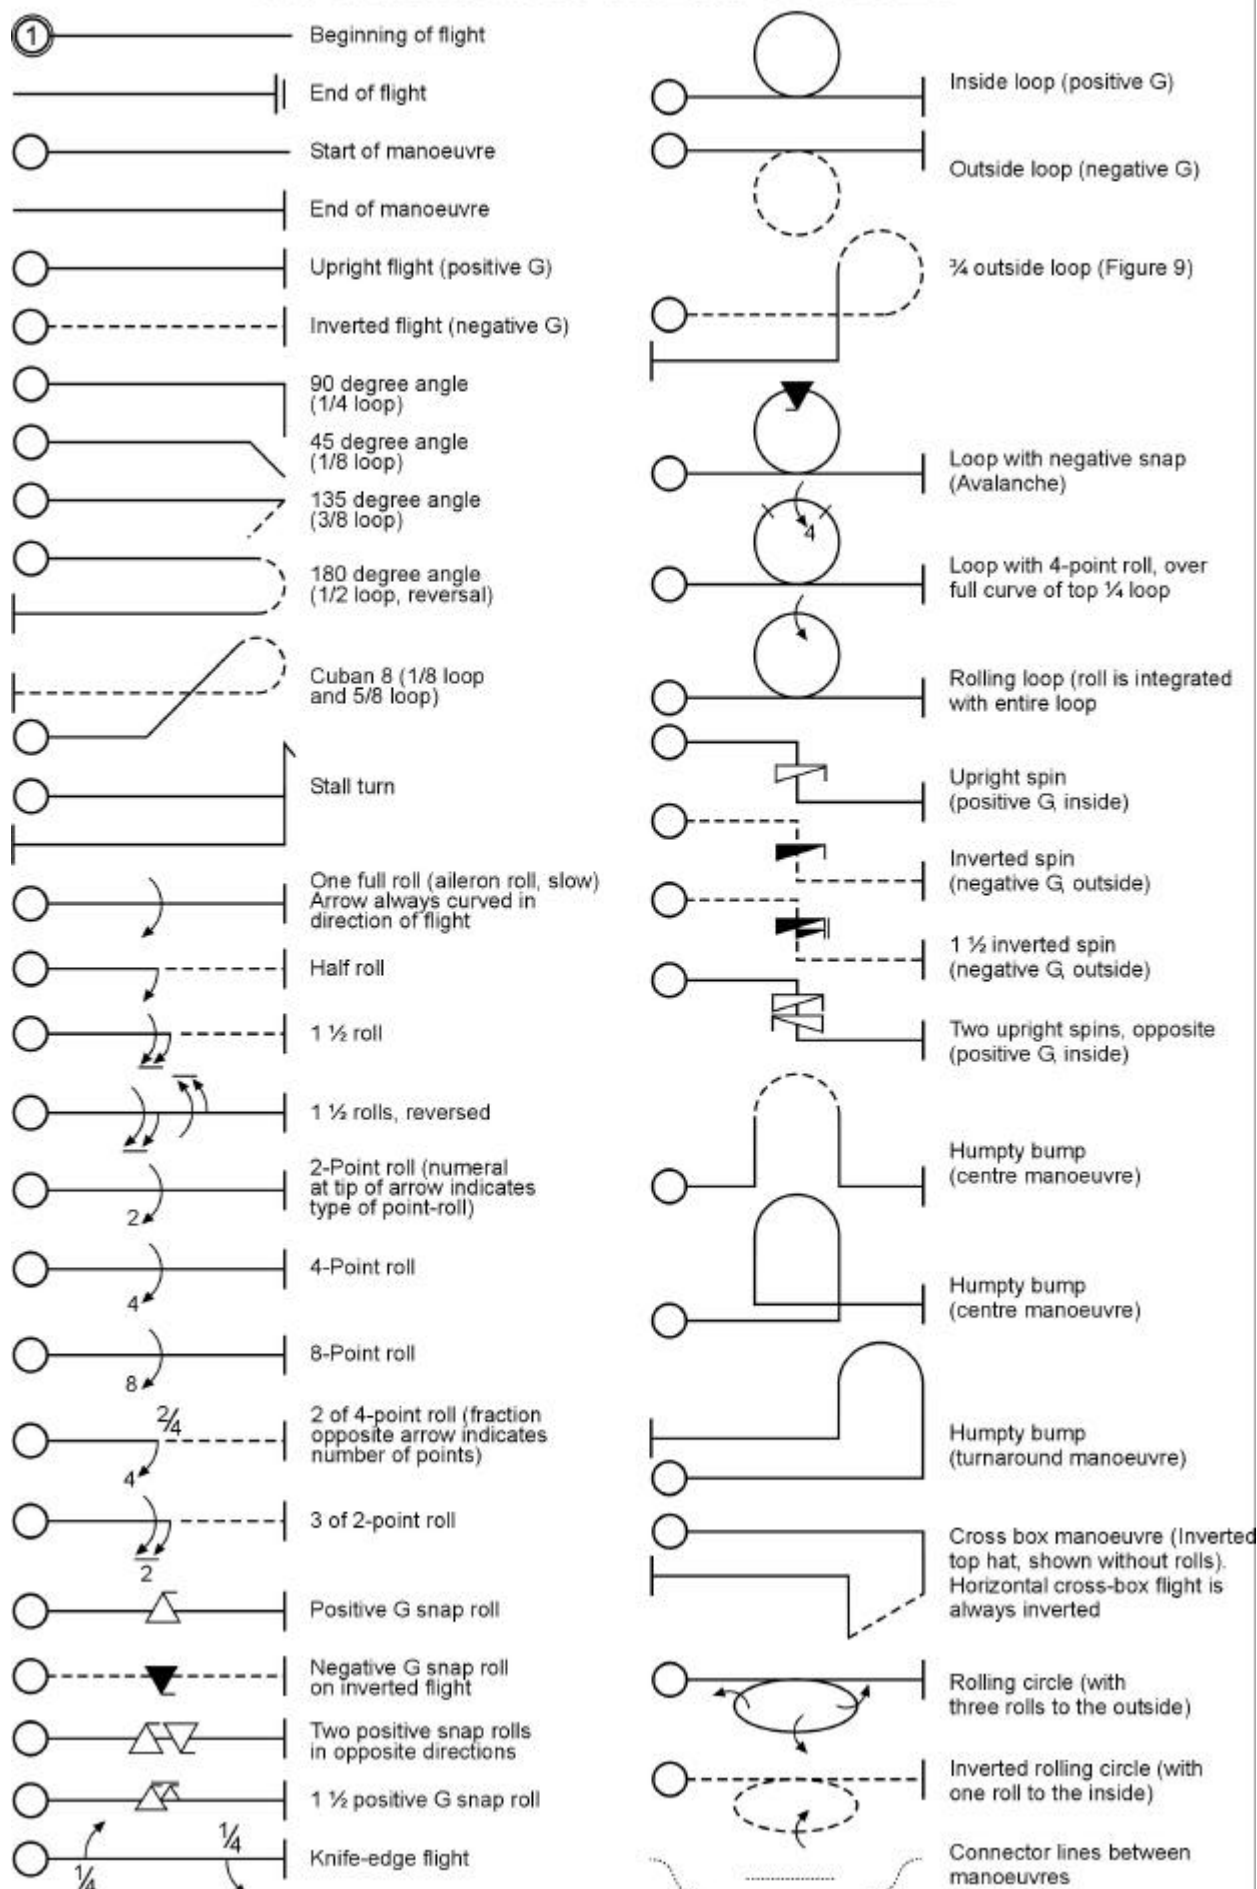 1
Beginning of flight
End of flight
Start of manoeuvre
End of manoeuvre
Upright flight (positive G)
Inverted flight (negative G)
90 degree angle
(1/4 loop)
45 degree angle
(1/8 loop)
135 degree angle
(3/8 loop)
180 degree angle
(1/2 loop, reversal)
Cuban 8 (1/8 loop
and 5/8 loop)
Stall turn
One full roll (aileron roll, slow)
Arrow always curved in
direction of flight
Half roll
1 ½ roll
1 ½ rolls, reversed
2-Point roll (numeral
at tip of arrow indicates
type of point-roll)
2
4-Point roll
4
8-Point roll
8
2/4
2 of 4-point roll (fraction
opposite arrow indicates
number of points)
4
3 of 2-point roll
2
Positive G snap roll
Negative G snap roll
on inverted flight
Two positive snap rolls
in opposite directions
1 ½ positive G snap roll
¼
¼
Knife-edge flight
Inside loop (positive G)
Outside loop (negative G)
¾ outside loop (Figure 9)
Loop with negative snap
(Avalanche)
4
Loop with 4-point roll, over
full curve of top ¼ loop
Rolling loop (roll is integrated
with entire loop
Upright spin
(positive G, inside)
Inverted spin
(negative G, outside)
1 ½ inverted spin
(negative G, outside)
Two upright spins, opposite
(positive G, inside)
Humpty bump
(centre manoeuvre)
Humpty bump
(centre manoeuvre)
Humpty bump
(turnaround manoeuvre)
Cross box manoeuvre (Inverted
top hat, shown without rolls).
Horizontal cross-box flight is
always inverted
Rolling circle (with
three rolls to the outside)
Inverted rolling circle (with
one roll to the inside)
Connector lines between
manoeuvres